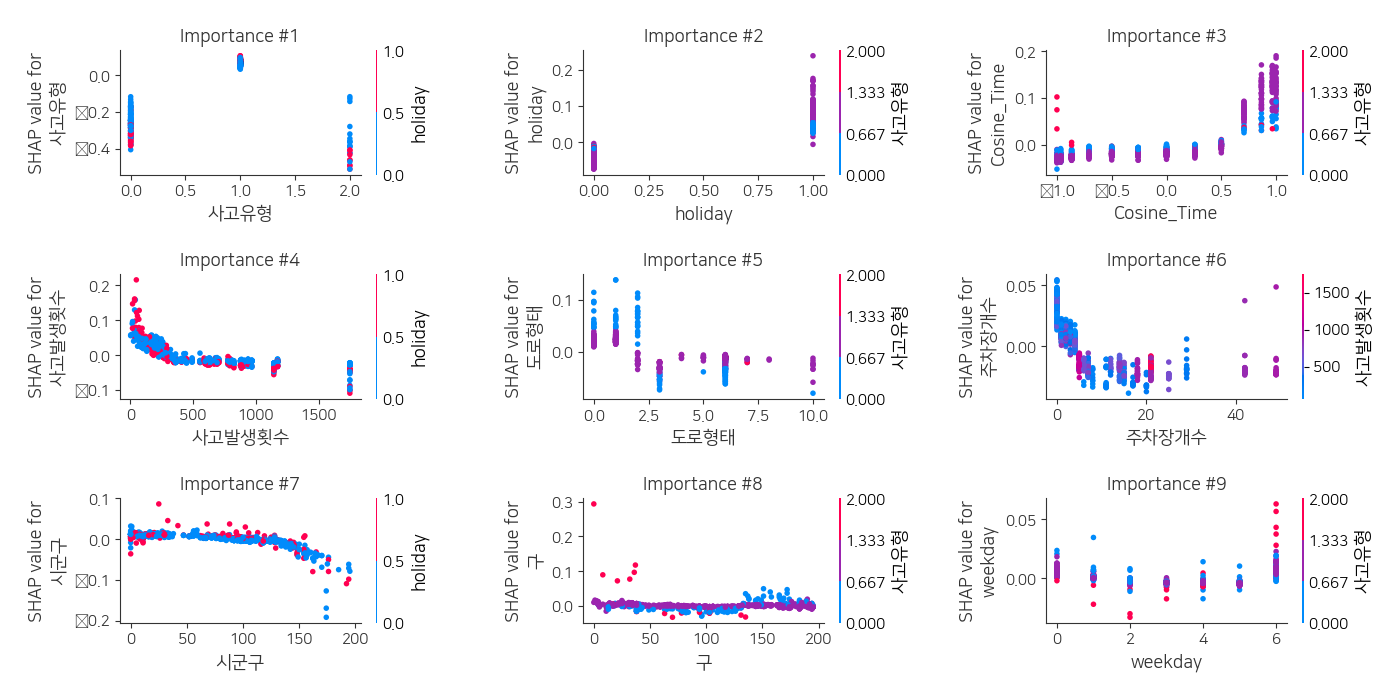 Importance #1
SHAP value for
사고유형
0.0
0.2
0.4
0.0
0.5
1.0
1.5
2.0
사고유형
1.0
0.5
0.0
holiday
Importance #2
SHAP value for
holiday
0.2
0.1
0.0
0.00
0.25
0.50
0.75
1.00
holiday
2.000
1.333
0.667
0.000
사고유형
Importance #3
SHAP value for
Cosine_Time
0.2
0.1
0.0
1.0
0.5
0.0
0.5
1.0
Cosine_Time
2.000
1.333
0.667
0.000
사고유형
Importance #4
SHAP value for
사고발생횟수
0.2
0.1
0.0
0.1
0
500
1000
1500
사고발생횟수
1.0
0.5
0.0
holiday
Importance #5
SHAP value for
도로형태
0.1
0.0
0.0
2.5
5.0
7.5
10.0
도로형태
2.000
1.333
0.667
0.000
사고유형
Importance #6
SHAP value for
주차장개수
0.05
0.00
0
20
40
주차장개수
1500
1000
500
사고발생횟수
Importance #7
SHAP value for
시군구
0.1
0.0
0.1
0.2
0
50
100
150
200
시군구
1.0
0.5
0.0
holiday
Importance #8
SHAP value for
구
0.3
0.2
0.1
0.0
0
50
100
150
200
구
2.000
1.333
0.667
0.000
사고유형
Importance #9
SHAP value for
weekday
0.05
0.00
0
2
4
6
weekday
2.000
1.333
0.667
0.000
사고유형